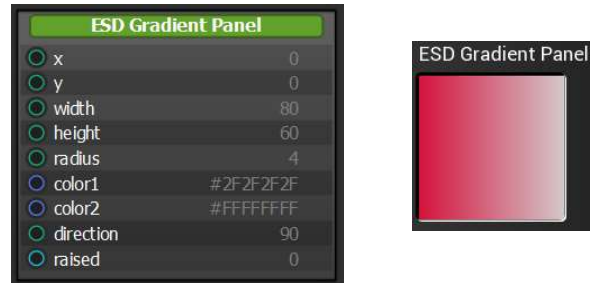 ESD Gradient Panel
x 0
y 0
width 80
height 60
radius 4
color1 #2F2F2F2F
color2 #FFFFFFFF
direction 90
raised 0
ESD Gradient Panel